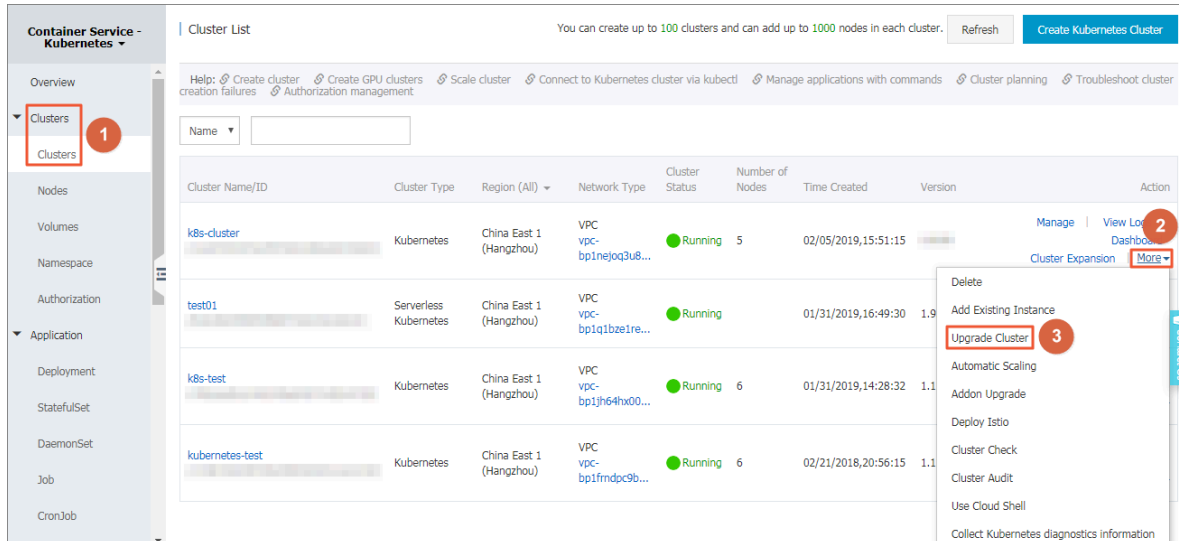 Container Service -
Kubernetes
Overview
Clusters
Clusters
Nodes
Volumes
Namespace
Authorization
Application
Deployment
StatefulSet
DaemonSet
Job
CronJob
1
Cluster List
You can create up to 100 clusters and can add up to 1000 nodes in each cluster.
Refresh
Create Kubernetes Cluster
Help: Create cluster Create GPU clusters Scale cluster Connect to Kubernetes cluster via kubectl Manage applications with commands Cluster planning Troubleshoot cluster
creation failures Authorization management
Name
Cluster Name/ID Cluster Type Region (All) Network Type Cluster Status Number of Nodes Time Created Version Action
k8s-cluster Kubernetes China East 1 (Hangzhou) VPC vpc-bp1nejoq3u8... Running 5 02/05/2019,15:51:15
Manage View Lo
2
Dashboar
Cluster Expansion More
test01 Serverless Kubernetes China East 1 (Hangzhou) VPC vpc-bp1q1bze1re... Running 01/31/2019,16:49:30 1.9
k8s-test Kubernetes China East 1 (Hangzhou) VPC vpc-bp1jh64hx00... Running 6 01/31/2019,14:28:32 1.1
kubernetes-test Kubernetes China East 1 (Hangzhou) VPC vpc-bp1frndpc9b... Running 6 02/21/2018,20:56:15 1.1
Delete
Add Existing Instance
Upgrade Cluster
3
Automatic Scaling
Addon Upgrade
Deploy Istio
Cluster Check
Cluster Audit
Use Cloud Shell
Collect Kubernetes diagnostics information